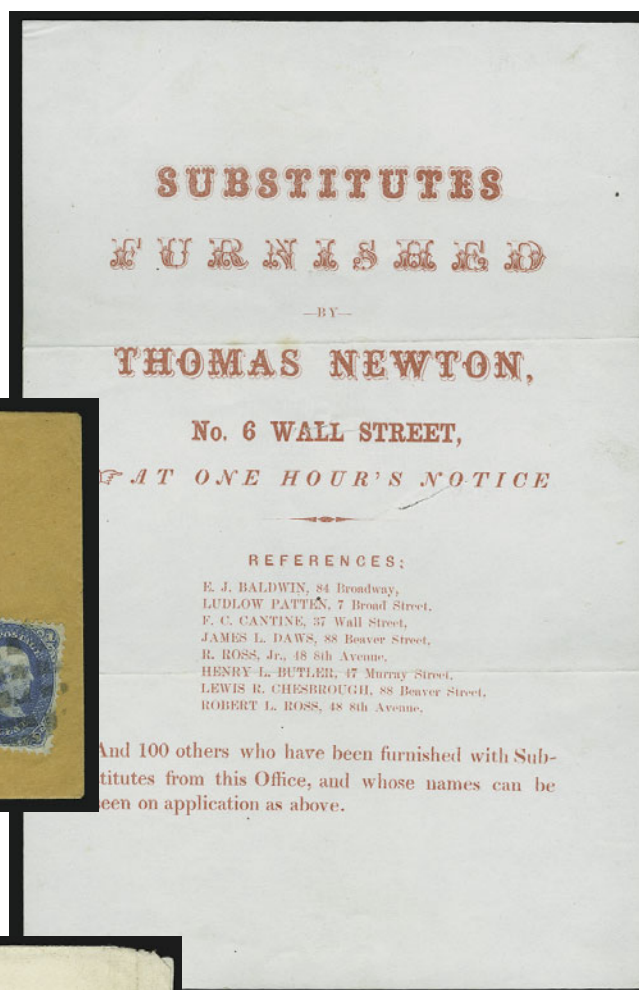 SUBSTITUTES
FURNISHED
—BY—
THOMAS NEWTON,
No. 6 WALL STREET,
☞ AT ONE HOUR'S NOTICE
REFERENCES:
E. J. BALDWIN, 84 Broadway,
LUDLOW PATTEN, 7 Broad Street,
F. C. CANTINE, 37 Wall Street,
JAMES L. DAWS, 88 Beaver Street,
R. ROSS, Jr., 48 8th Avenue,
HENRY L. BUTLER, 47 Murray Street,
LEWIS R. CHESBROUGH, 88 Beaver Street,
ROBERT L. ROSS, 48 8th Avenue,
And 100 others who have been furnished with Sub-
titutes from this Office, and whose names can be
een on application as above.